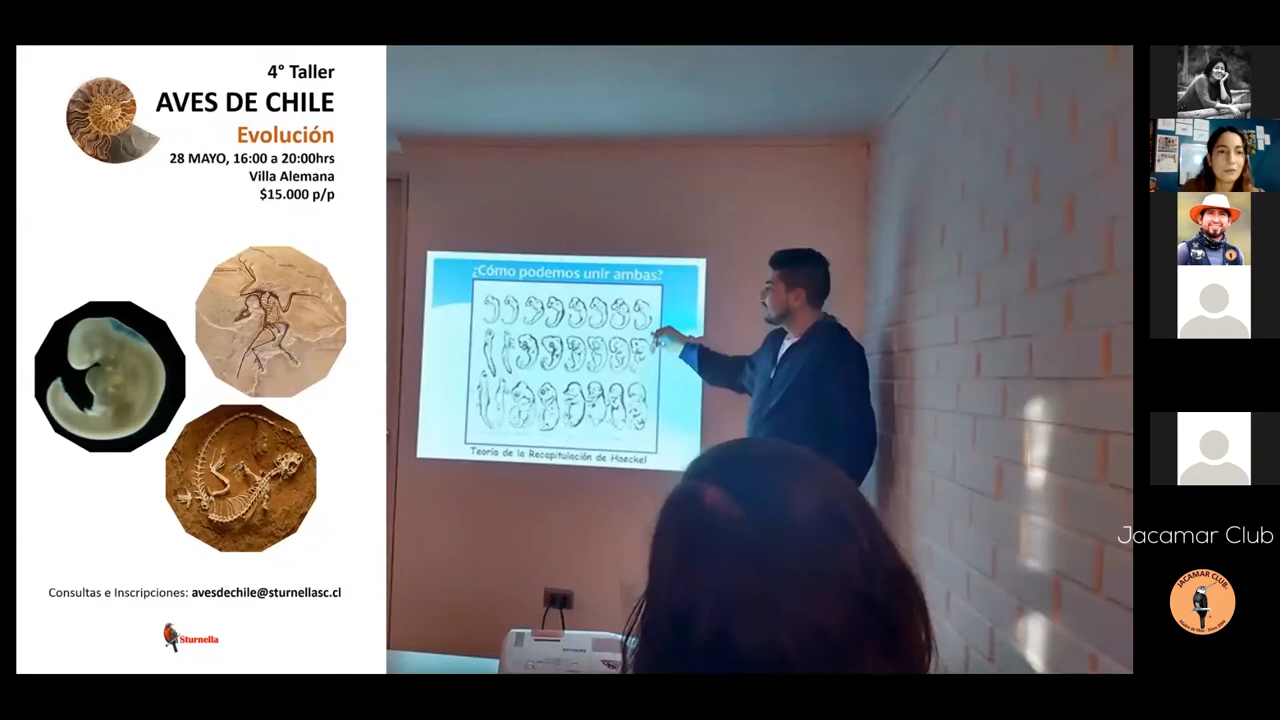 4° Taller
AVES DE CHILE
Evolución
28 MAYO, 16:00 a 20:00hrs
Villa Alemana
$15.000 p/p
Consultas e Inscripciones: avesdechile@sturnellasc.cl
Sturnella
¿Cómo podemos unir ambas?
Teoría de la Recapitulación de Haeckel
Jacamar Club
JACAMAR CLUB